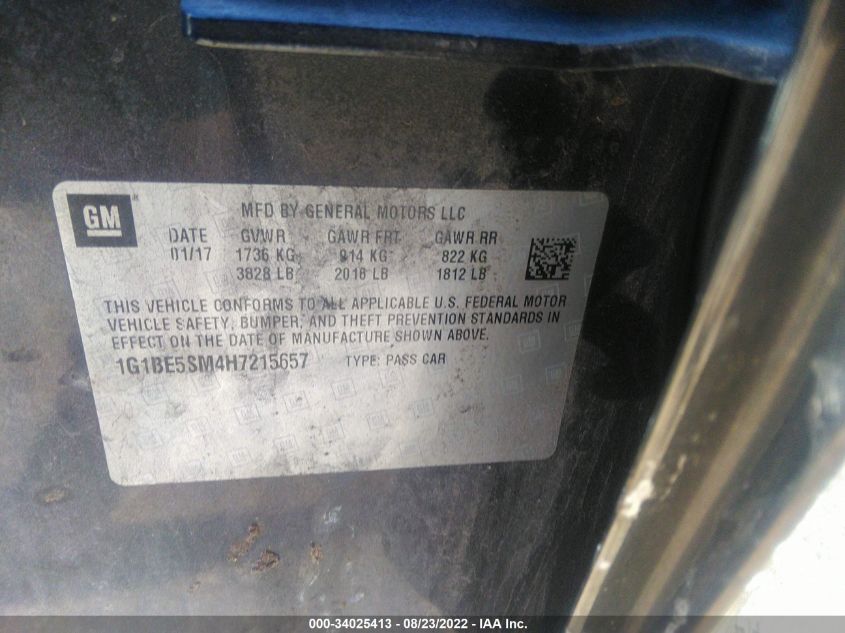 GM
MFD BY GENERAL MOTORS LLC
DATE GVWR GAWR FRT GAWR RR
01/17 1736 KG 914 KG 822 KG
3828 LB 2016 LB 1812 LB
THIS VEHICLE CONFORMS TO ALL APPLICABLE U.S. FEDERAL MOTOR
VEHICLE SAFETY, BUMPER, AND THEFT PREVENTION STANDARDS IN
EFFECT ON THE DATE OF MANUFACTURE SHOWN ABOVE.
1G1BE5SM4H7215657 TYPE: PASS CAR
000-34025413 - 08/23/2022 - www.iaai.com